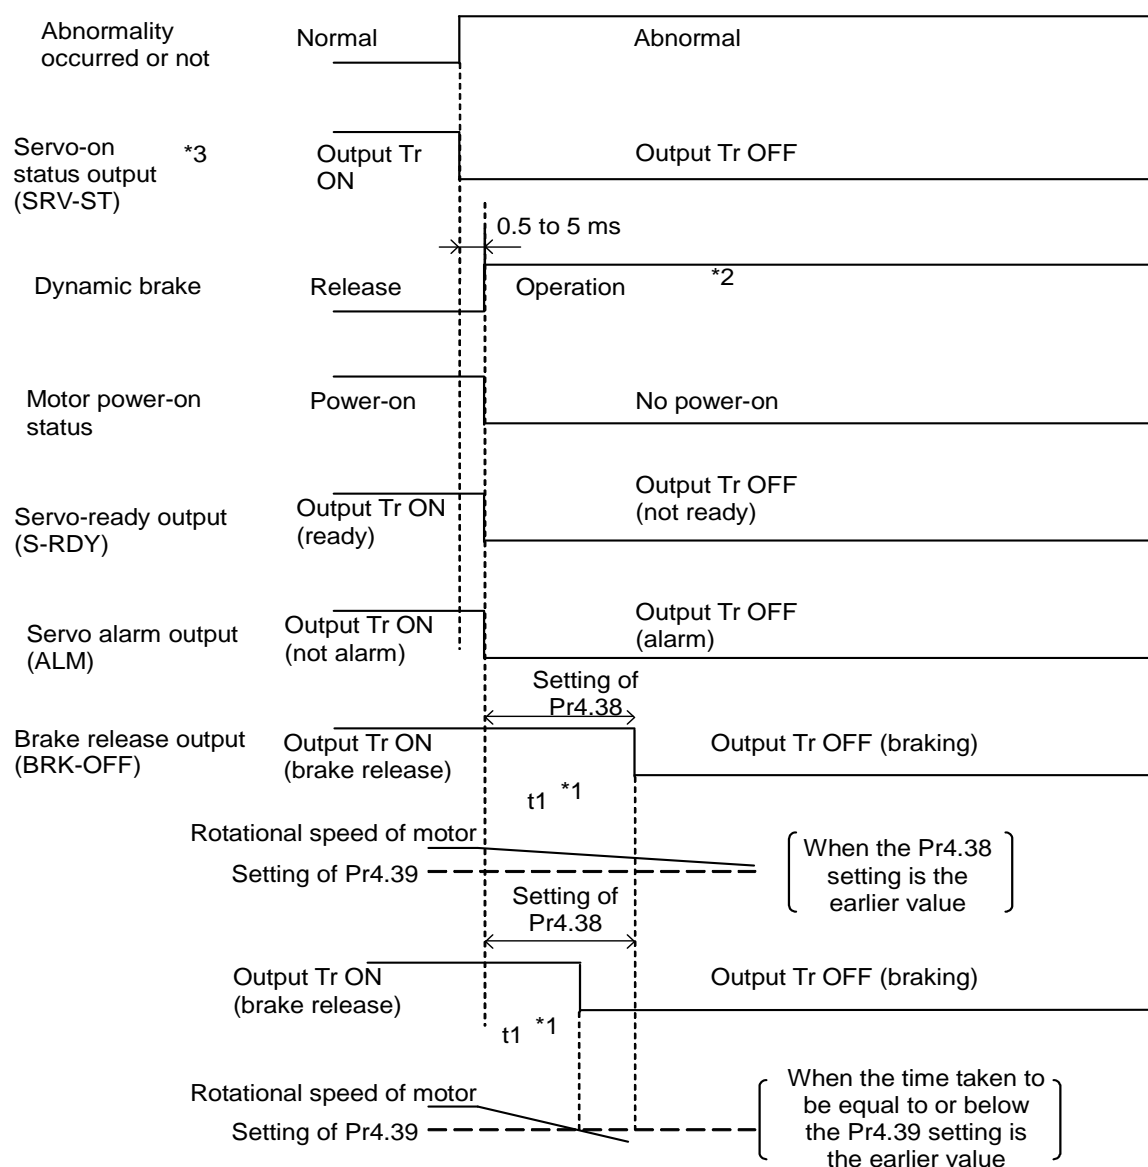 Abnormality
occurred or not
Normal
Abnormal
Servo-on
status output
(SRV-ST)
*3
Output Tr
ON
Output Tr OFF
0.5 to 5 ms
Dynamic brake
Release
Operation
*2
Motor power-on
status
Power-on
No power-on
Servo-ready output
(S-RDY)
Output Tr ON
(ready)
Output Tr OFF
(not ready)
Servo alarm output
(ALM)
Output Tr ON
(not alarm)
Output Tr OFF
(alarm)
Setting of
Pr4.38
Brake release output
(BRK-OFF)
Output Tr ON
(brake release)
Output Tr OFF (braking)
t1 *1
Rotational speed of motor
Setting of Pr4.39
When the Pr4.38
setting is the
earlier value
Setting of
Pr4.38
Output Tr ON
(brake release)
Output Tr OFF (braking)
t1 *1
Rotational speed of motor
Setting of Pr4.39
When the time taken to
be equal to or below
the Pr4.39 setting is
the earlier value